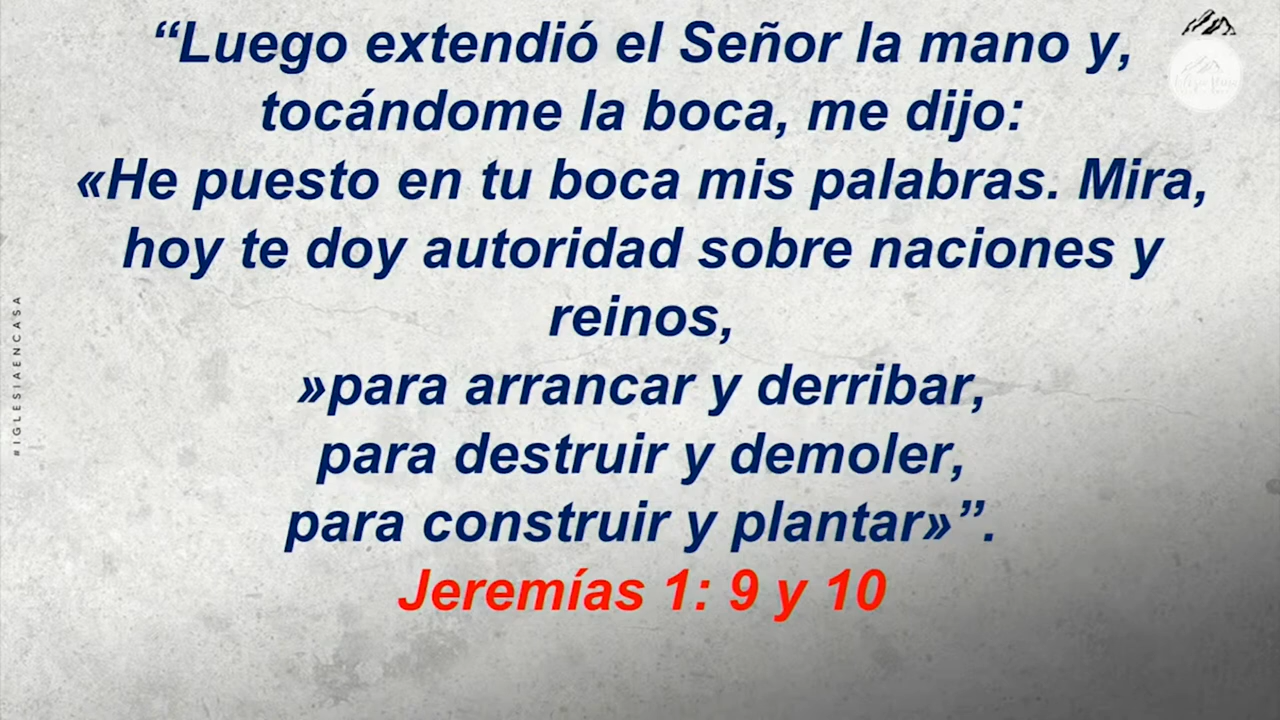 “Luego extendió el Señor la mano y,
tocándome la boca, me dijo:
«He puesto en tu boca mis palabras. Mira,
hoy te doy autoridad sobre naciones y
reinos,
»para arrancar y derribar,
para destruir y demoler,
para construir y plantar»”.
Jeremías 1: 9 y 10
#IGLESIAENCASA